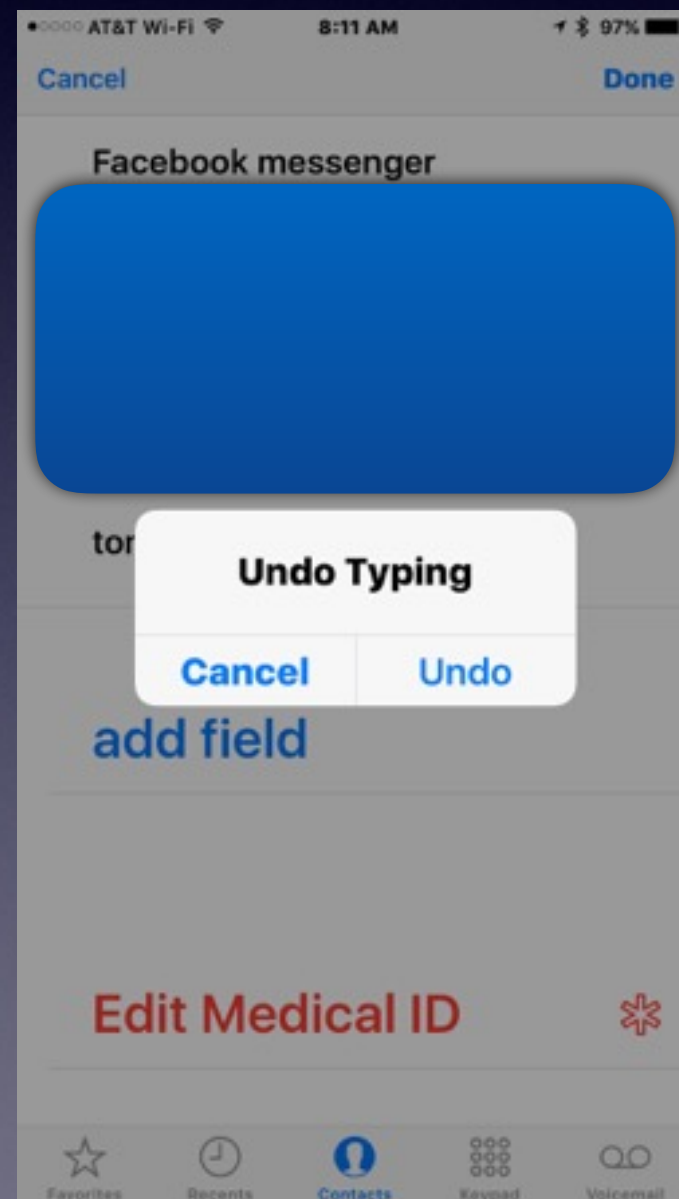 AT&T Wi-Fi 8:11 AM 97%
Cancel Done
Facebook messenger
tor
Undo Typing
Cancel Undo
add field
Edit Medical ID
Favorites Recents Contacts Keypad Voicemail